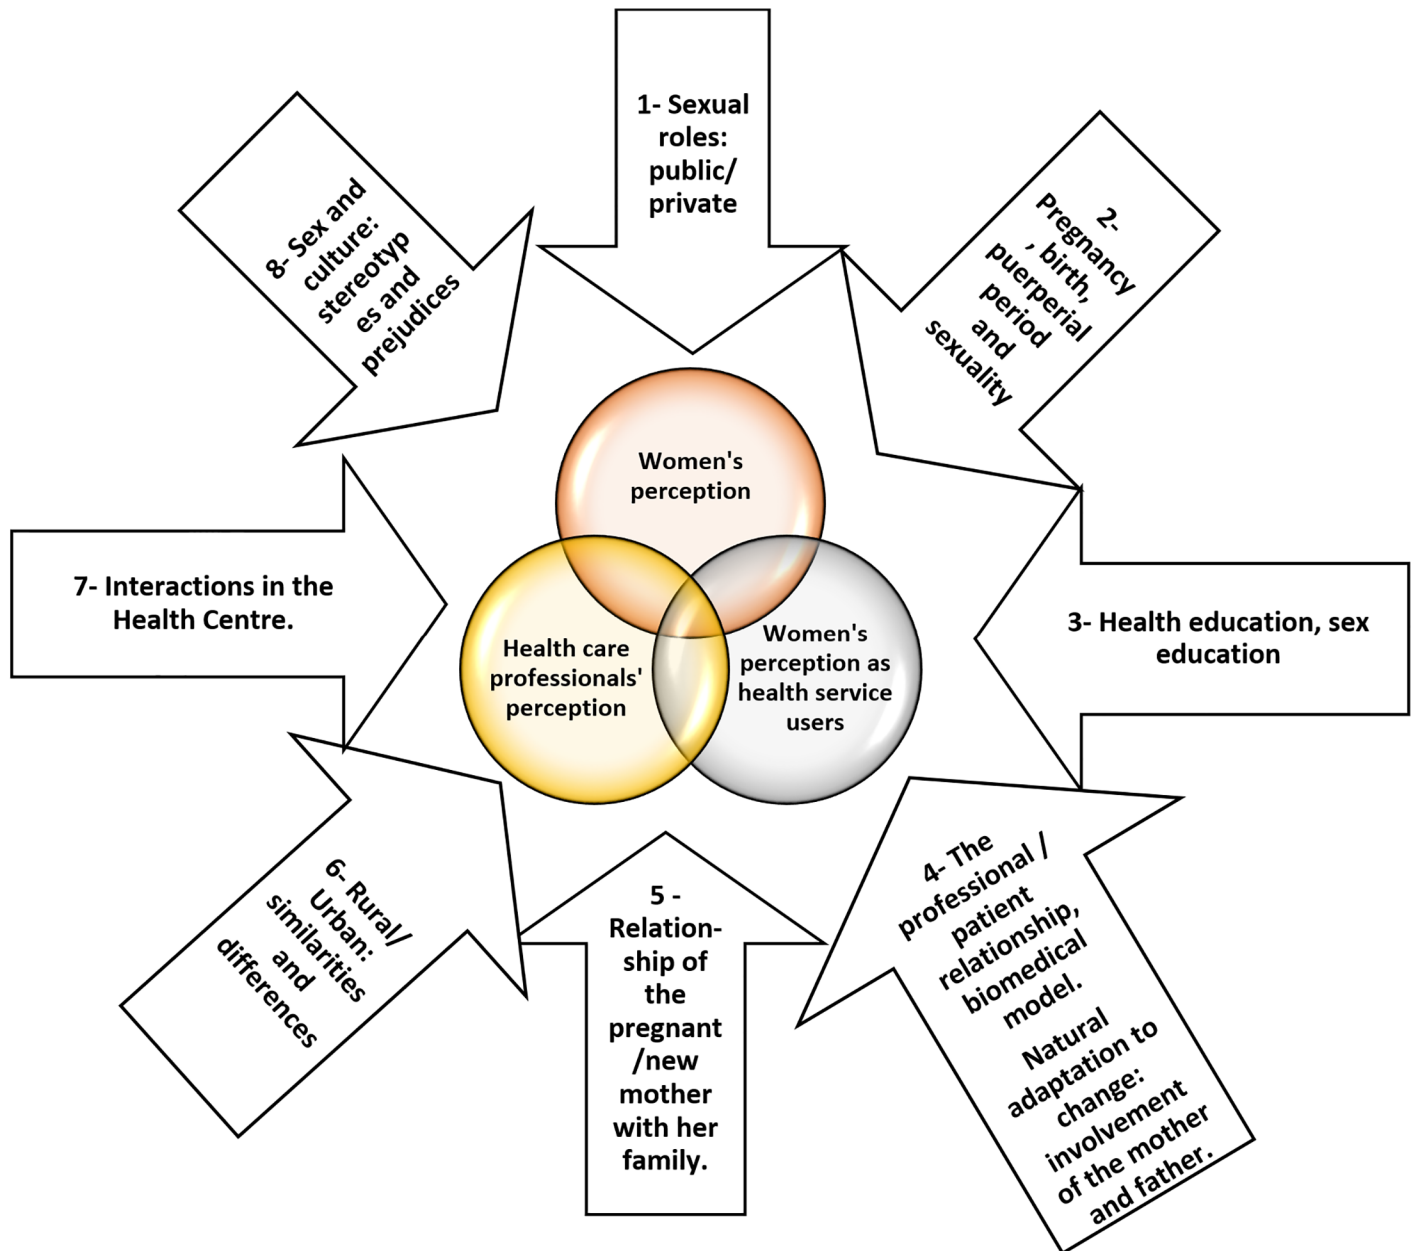 1- Sexual
roles:
public/
private
2-
Pregnancy
, birth,
puerperial
period
and
sexuality
3- Health education, sex
education
4- The
professional /
patient
relationship,
biomedical
model.
Natural
adaptation to
change:
involvement
of the mother
and father.
5 -
Relation-
ship of
the
pregnant
/new
mother
with her
family.
6- Rural/
Urban:
similarities
and
differences
7- Interactions in the
Health Centre.
8- Sex and
culture:
stereotyp
es and
prejudices
Women's
perception
Health care
professionals'
perception
Women's
perception as
health service
users